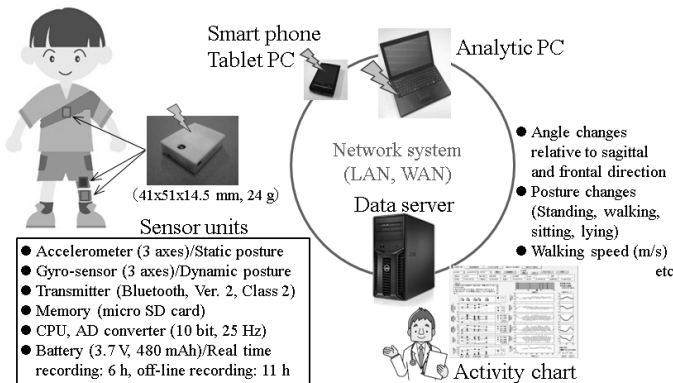 Smart phone
Tablet PC
Analytic PC
Network system
(LAN, WAN)
Data server
(41x51x14.5 mm, 24 g)
Sensor units
● Accelerometer (3 axes)/Static posture
● Gyro-sensor (3 axes)/Dynamic posture
● Transmitter (Bluetooth, Ver. 2, Class 2)
● Memory (micro SD card)
● CPU, AD converter (10 bit, 25 Hz)
● Battery (3.7 V, 480 mAh)/Real time
recording: 6 h, off-line recording: 11 h
● Angle changes
relative to sagittal
and frontal direction
● Posture changes
(Standing, walking,
sitting, lying)
● Walking speed (m/s)
etc
Activity chart